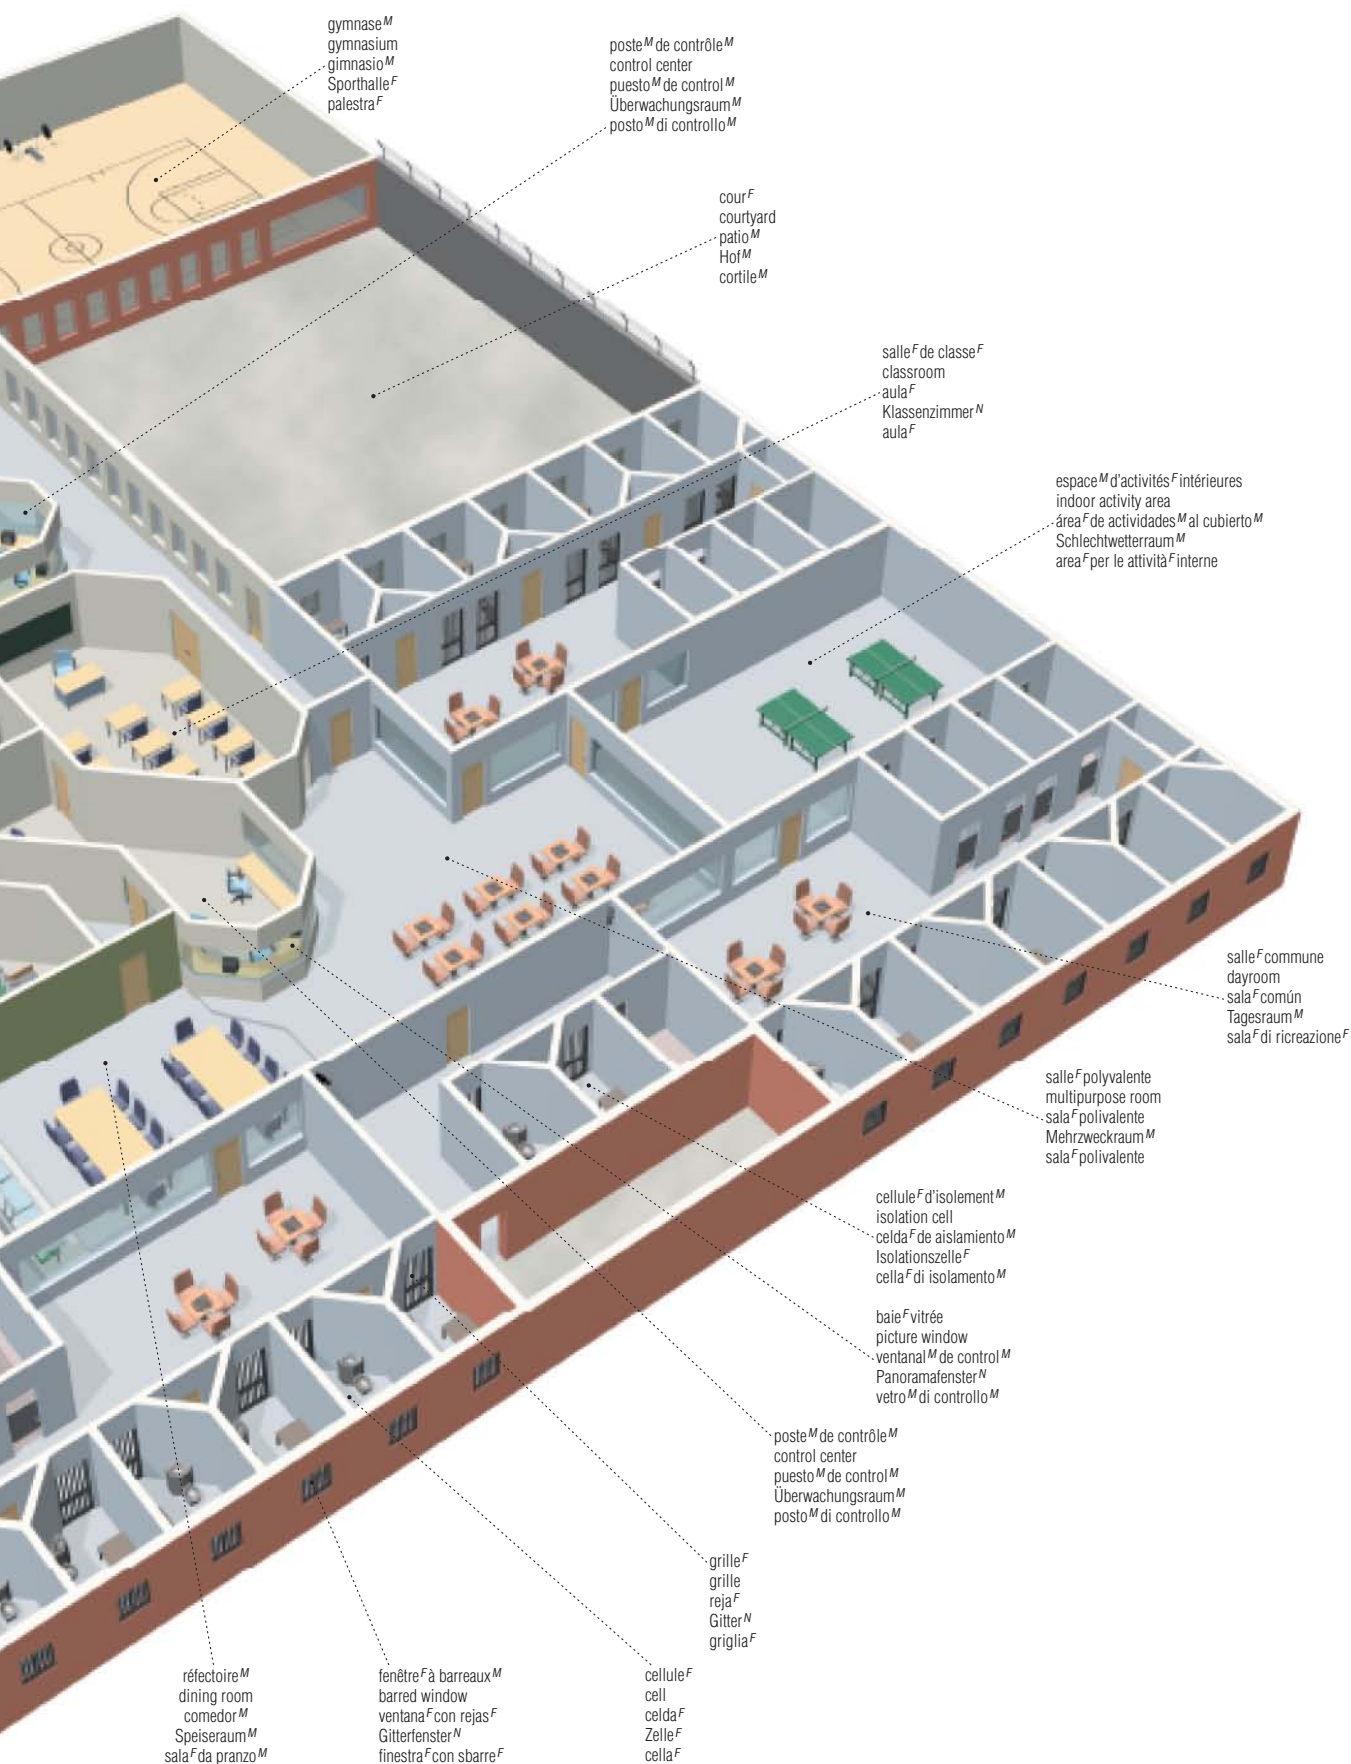 gymnase M
gymnasium
gimnasio M
Sporthalle F
palestra F
poste M de contrôle M
control center
puesto M de control M
Überwachungsraum M
posto M di controllo M
cour F
courtyard
patio M
Hof M
cortile M
salle F de classe F
classroom
aula F
Klassenzimmer N
aula F
espace M d'activités F intérieures
indoor activity area
área F de actividades M al cubierto M
Schlechtwetterraum M
area F per le attività F interne
salle F commune
dayroom
sala F común
Tagesraum M
sala F di ricreazione F
salle F polyvalente
multipurpose room
sala F polivalente
Mehrzweckraum M
sala F polivalente
cellule F d'isolement M
isolation cell
celda F de aislamiento M
Isolationszelle F
cella F di isolamento M
baie F vitrée
picture window
ventanal M de control M
Panoramafenster N
vetro M di controllo M
poste M de contrôle M
control center
puesto M de control M
Überwachungsraum M
posto M di controllo M
grille F
grille
reja F
Gitter N
griglia F
réfectoire M
dining room
comedor M
Speiseraum M
sala F da pranzo M
fenêtre F à barreaux M
barred window
ventana F con rejas F
Gitterfenster N
finestra F con sbarre F
cellule F
cell
celda F
Zelle F
cella F